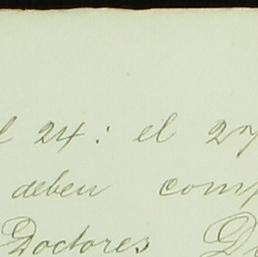 l 24: el 27
deben comp
Doctores D